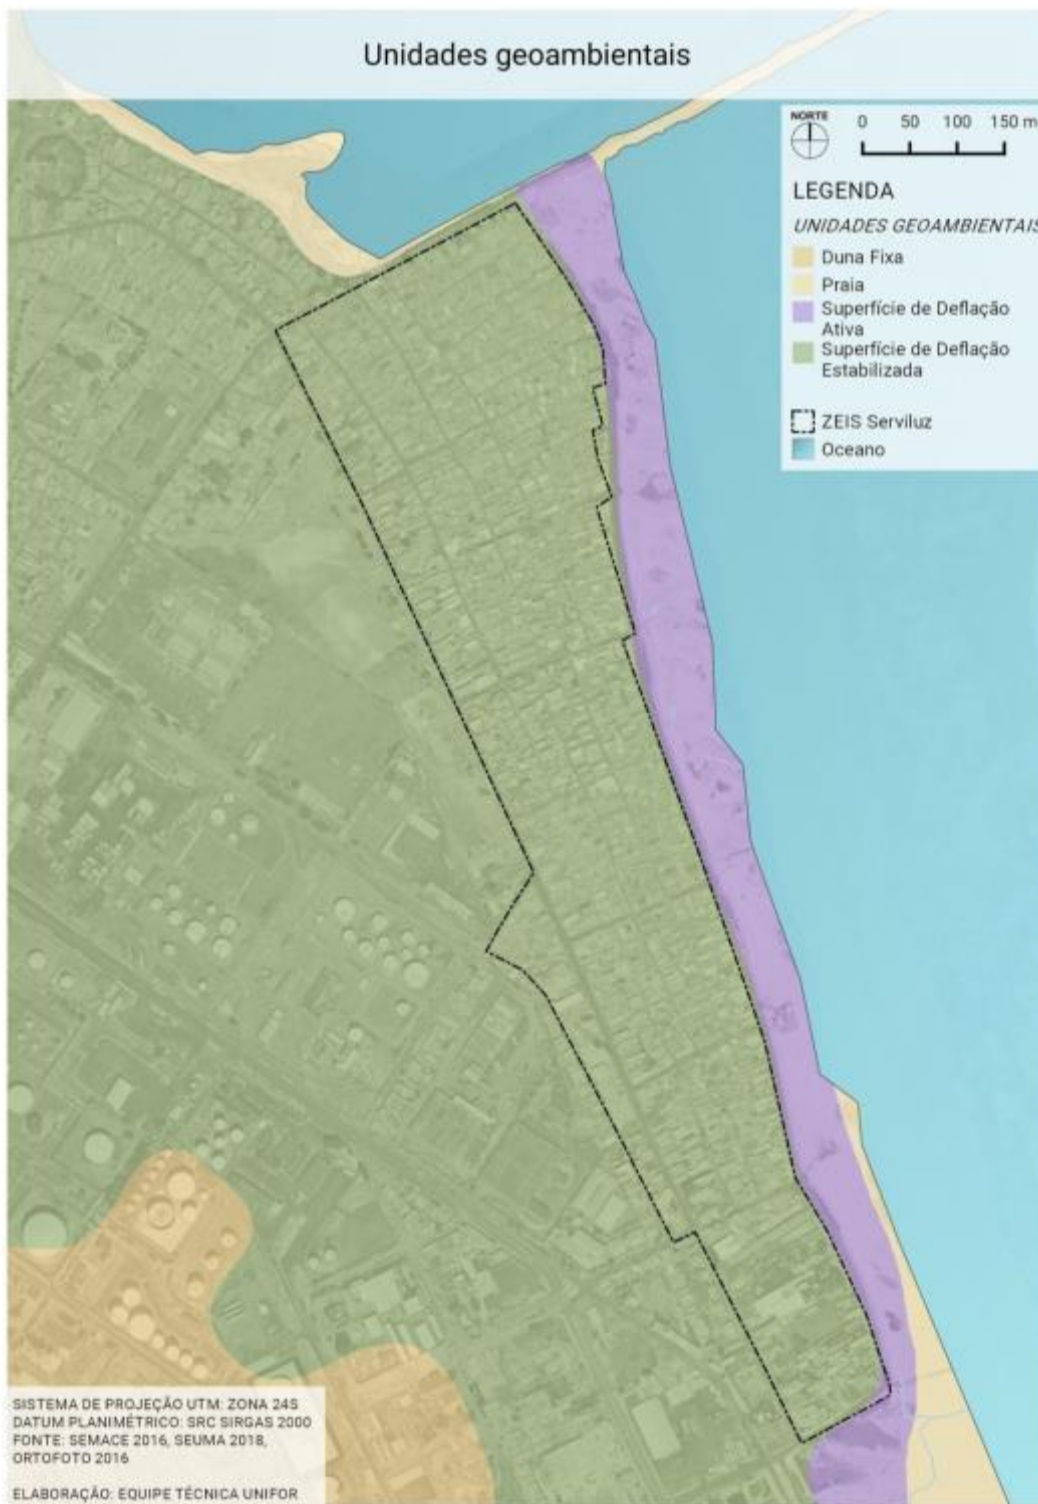 Unidades geoambientais
NORTE
0 50 100 150 m
LEGENDA
UNIDADES GEOAMBIENTAIS
Duna Fixa
Praia
Superfície de Deflação
Ativa
Superfície de Deflação
Estabilizada
ZEIS Serviluz
Oceano
SISTEMA DE PROJEÇÃO UTM: ZONA 24S
DATUM PLANIMÉTRICO: SRC SIRGAS 2000
FONTE: SEMACE 2016, SEUMA 2018,
ORTOFOTO 2016
ELABORAÇÃO: EQUIPE TÉCNICA UNIFOR